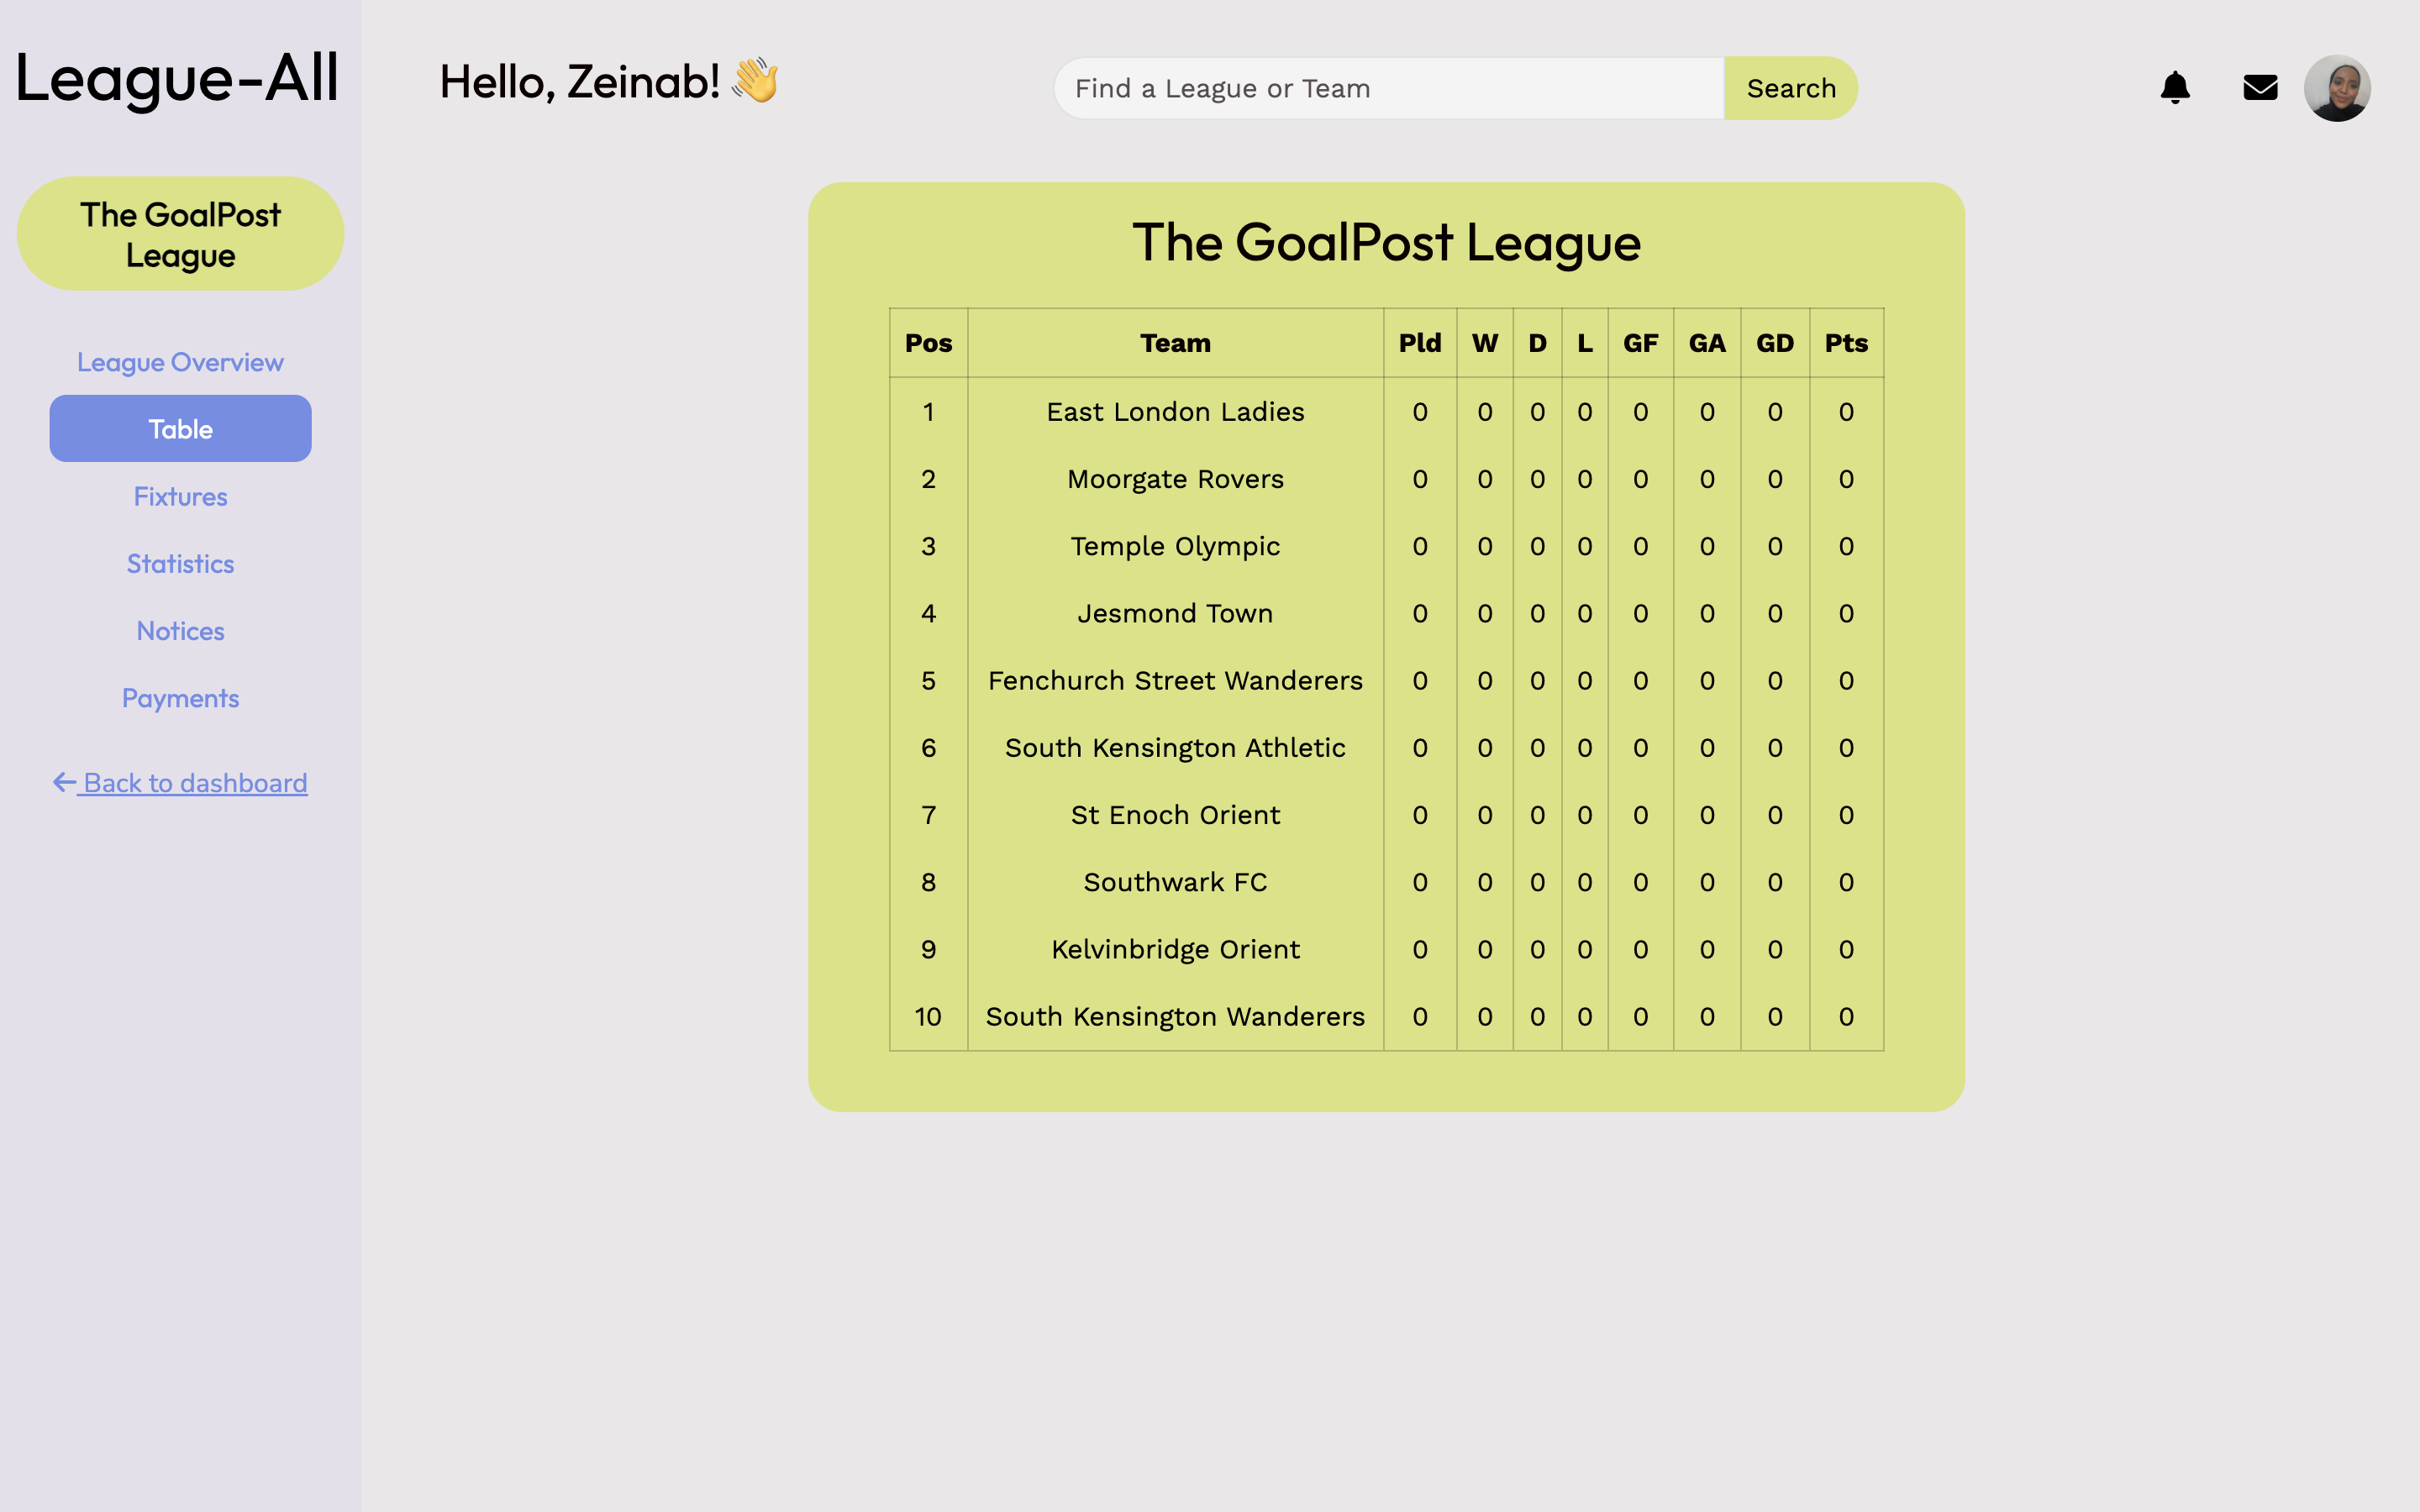 League-All
Hello, Zeinab! 👋
Find a League or Team
Search
The GoalPost
League
League Overview
Table
Fixtures
Statistics
Notices
Payments
Back to dashboard
The GoalPost League
Pos Team Pld W D L GF GA GD Pts
1 East London Ladies 0 0 0 0 0 0 0 0
2 Moorgate Rovers 0 0 0 0 0 0 0 0
3 Temple Olympic 0 0 0 0 0 0 0 0
4 Jesmond Town 0 0 0 0 0 0 0 0
5 Fenchurch Street Wanderers 0 0 0 0 0 0 0 0
6 South Kensington Athletic 0 0 0 0 0 0 0 0
7 St Enoch Orient 0 0 0 0 0 0 0 0
8 Southwark FC 0 0 0 0 0 0 0 0
9 Kelvinbridge Orient 0 0 0 0 0 0 0 0
10 South Kensington Wanderers 0 0 0 0 0 0 0 0